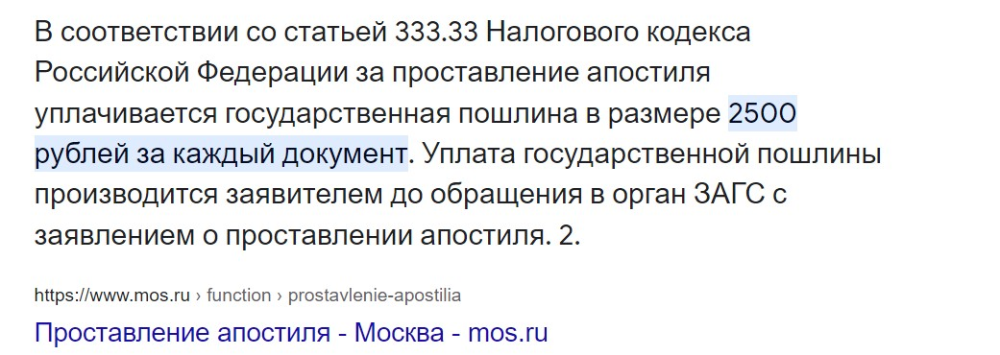 В соответствии со статьей 333.33 Налогового кодекса
Российской Федерации за проставление апостиля
уплачивается государственная пошлина в размере 2500
рублей за каждый документ. Уплата государственной пошлины
производится заявителем до обращения в орган ЗАГС с
заявлением о проставлении апостиля. 2.
https://www.mos.ru › function › prostavlenie-apostilia
Проставление апостиля - Москва - mos.ru